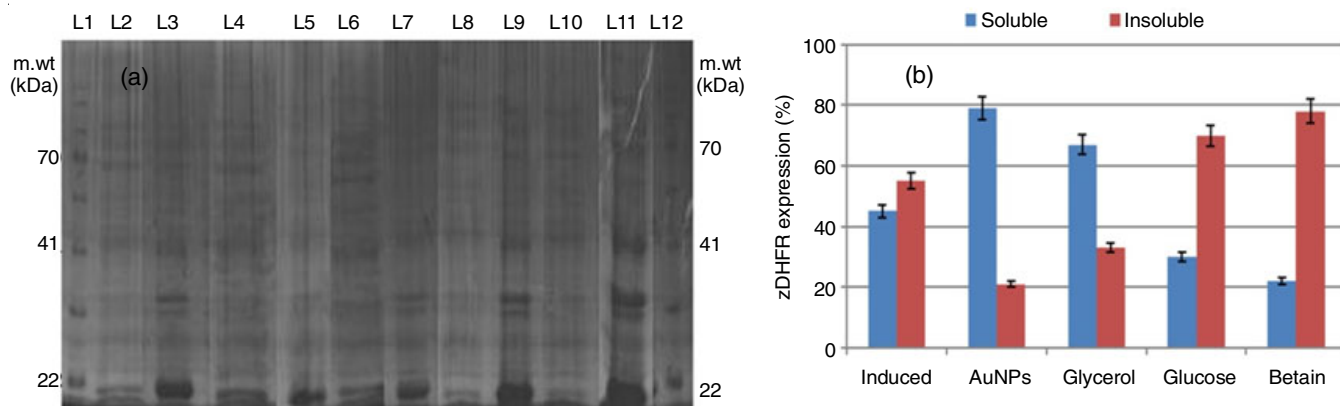 L1 L2 L3 L4 L5 L6 L7 L8 L9 L10 L11 L12
m.wt
(kDa)
(a)
70
41
22
m.wt
(kDa)
70
41
22
Soluble Insoluble
(b)
zDHFR expression (%)
100
80
60
40
20
0
Induced AuNPs Glycerol Glucose Betain